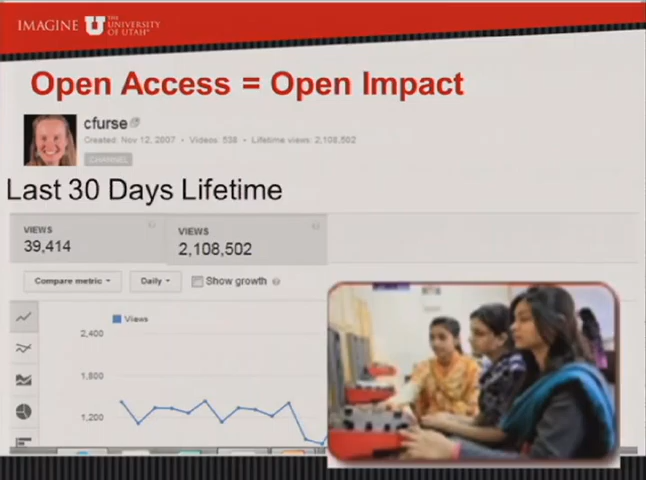 IMAGINE U THE UNIVERSITY OF UTAH
Open Access = Open Impact
cfurse
Created: Nov 12, 2007 • Videos: 538 • Lifetime views: 2,108,502
CHANNEL
Last 30 Days Lifetime
VIEWS
39,414
VIEWS
2,108,502
Compare metric
Daily
Show growth
Views
2,400
1,800
1,200